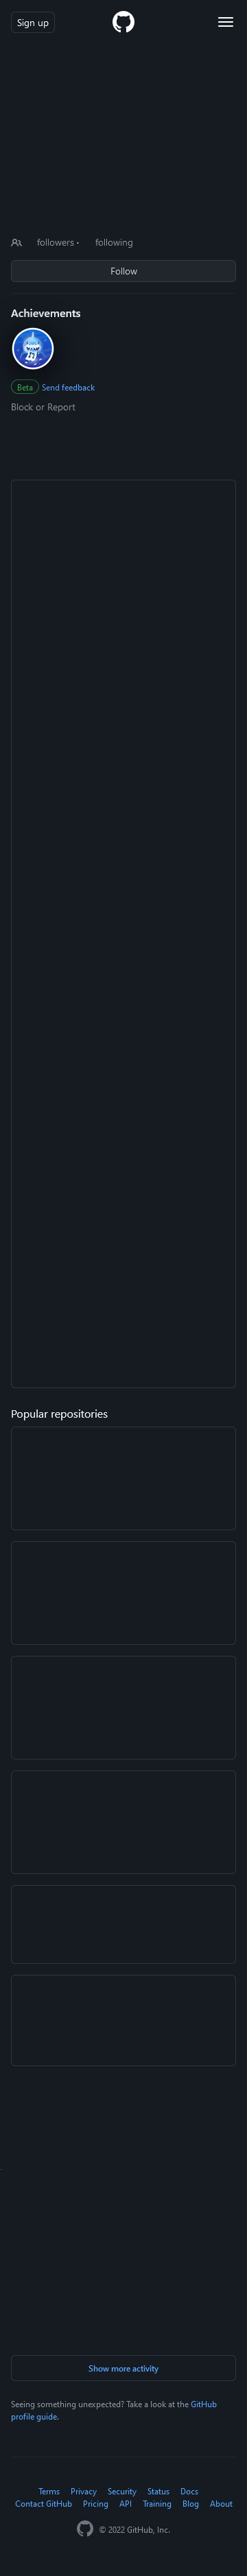 Sign up
followers · following
Follow
Achievements
Beta Send feedback
Block or Report
Popular repositories
Show more activity
Seeing something unexpected? Take a look at the GitHub
profile guide.
Terms Privacy Security Status Docs
Contact GitHub Pricing API Training Blog About
© 2022 GitHub, Inc.